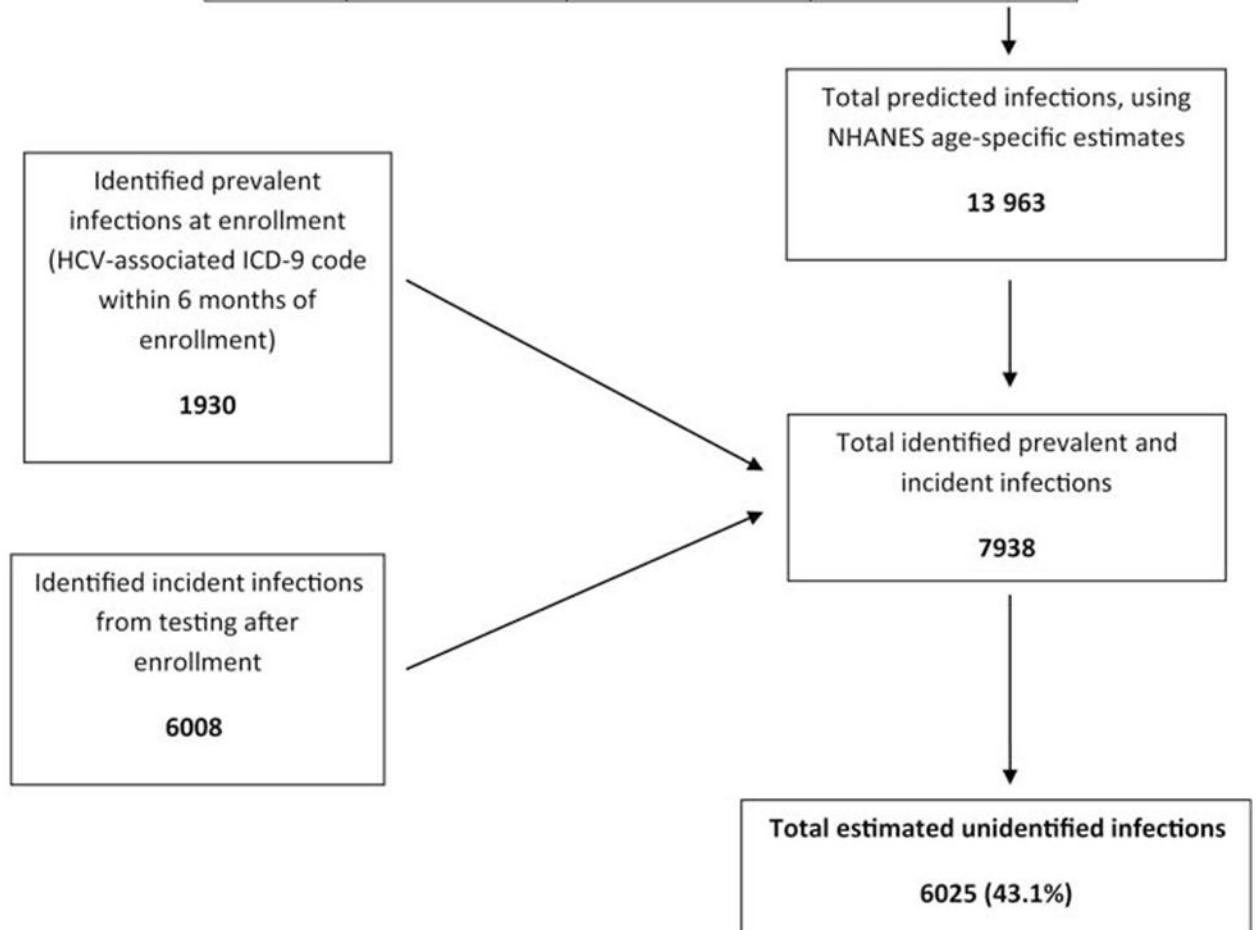 Total predicted infections, using
NHANES age-specific estimates
13 963
Identified prevalent
infections at enrollment
(HCV-associated ICD-9 code
within 6 months of
enrollment)
1930
Total identified prevalent and
incident infections
7938
Identified incident infections
from testing after
enrollment
6008
Total estimated unidentified infections
6025 (43.1%)